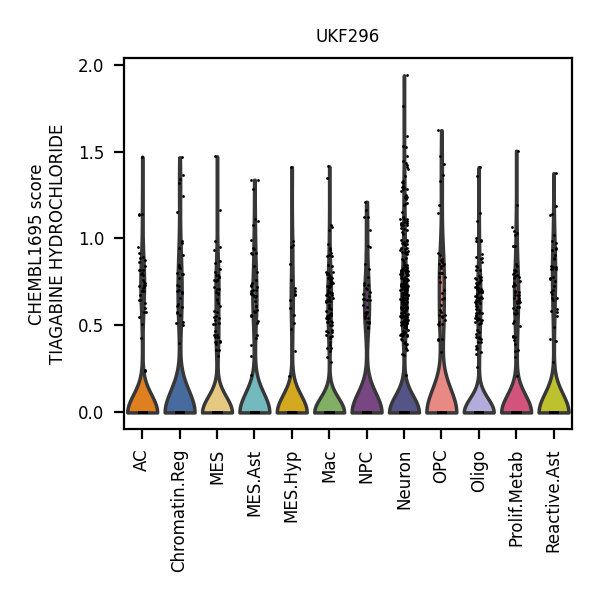 UKF296
CHEMBL1695 score
TIAGABINE HYDROCHLORIDE
2.0
1.5
1.0
0.5
0.0
AC
Chromatin.Reg
MES
MES.Ast
MES.Hyp
Mac
NPC
Neuron
OPC
Oligo
Prolif.Metab
Reactive.Ast